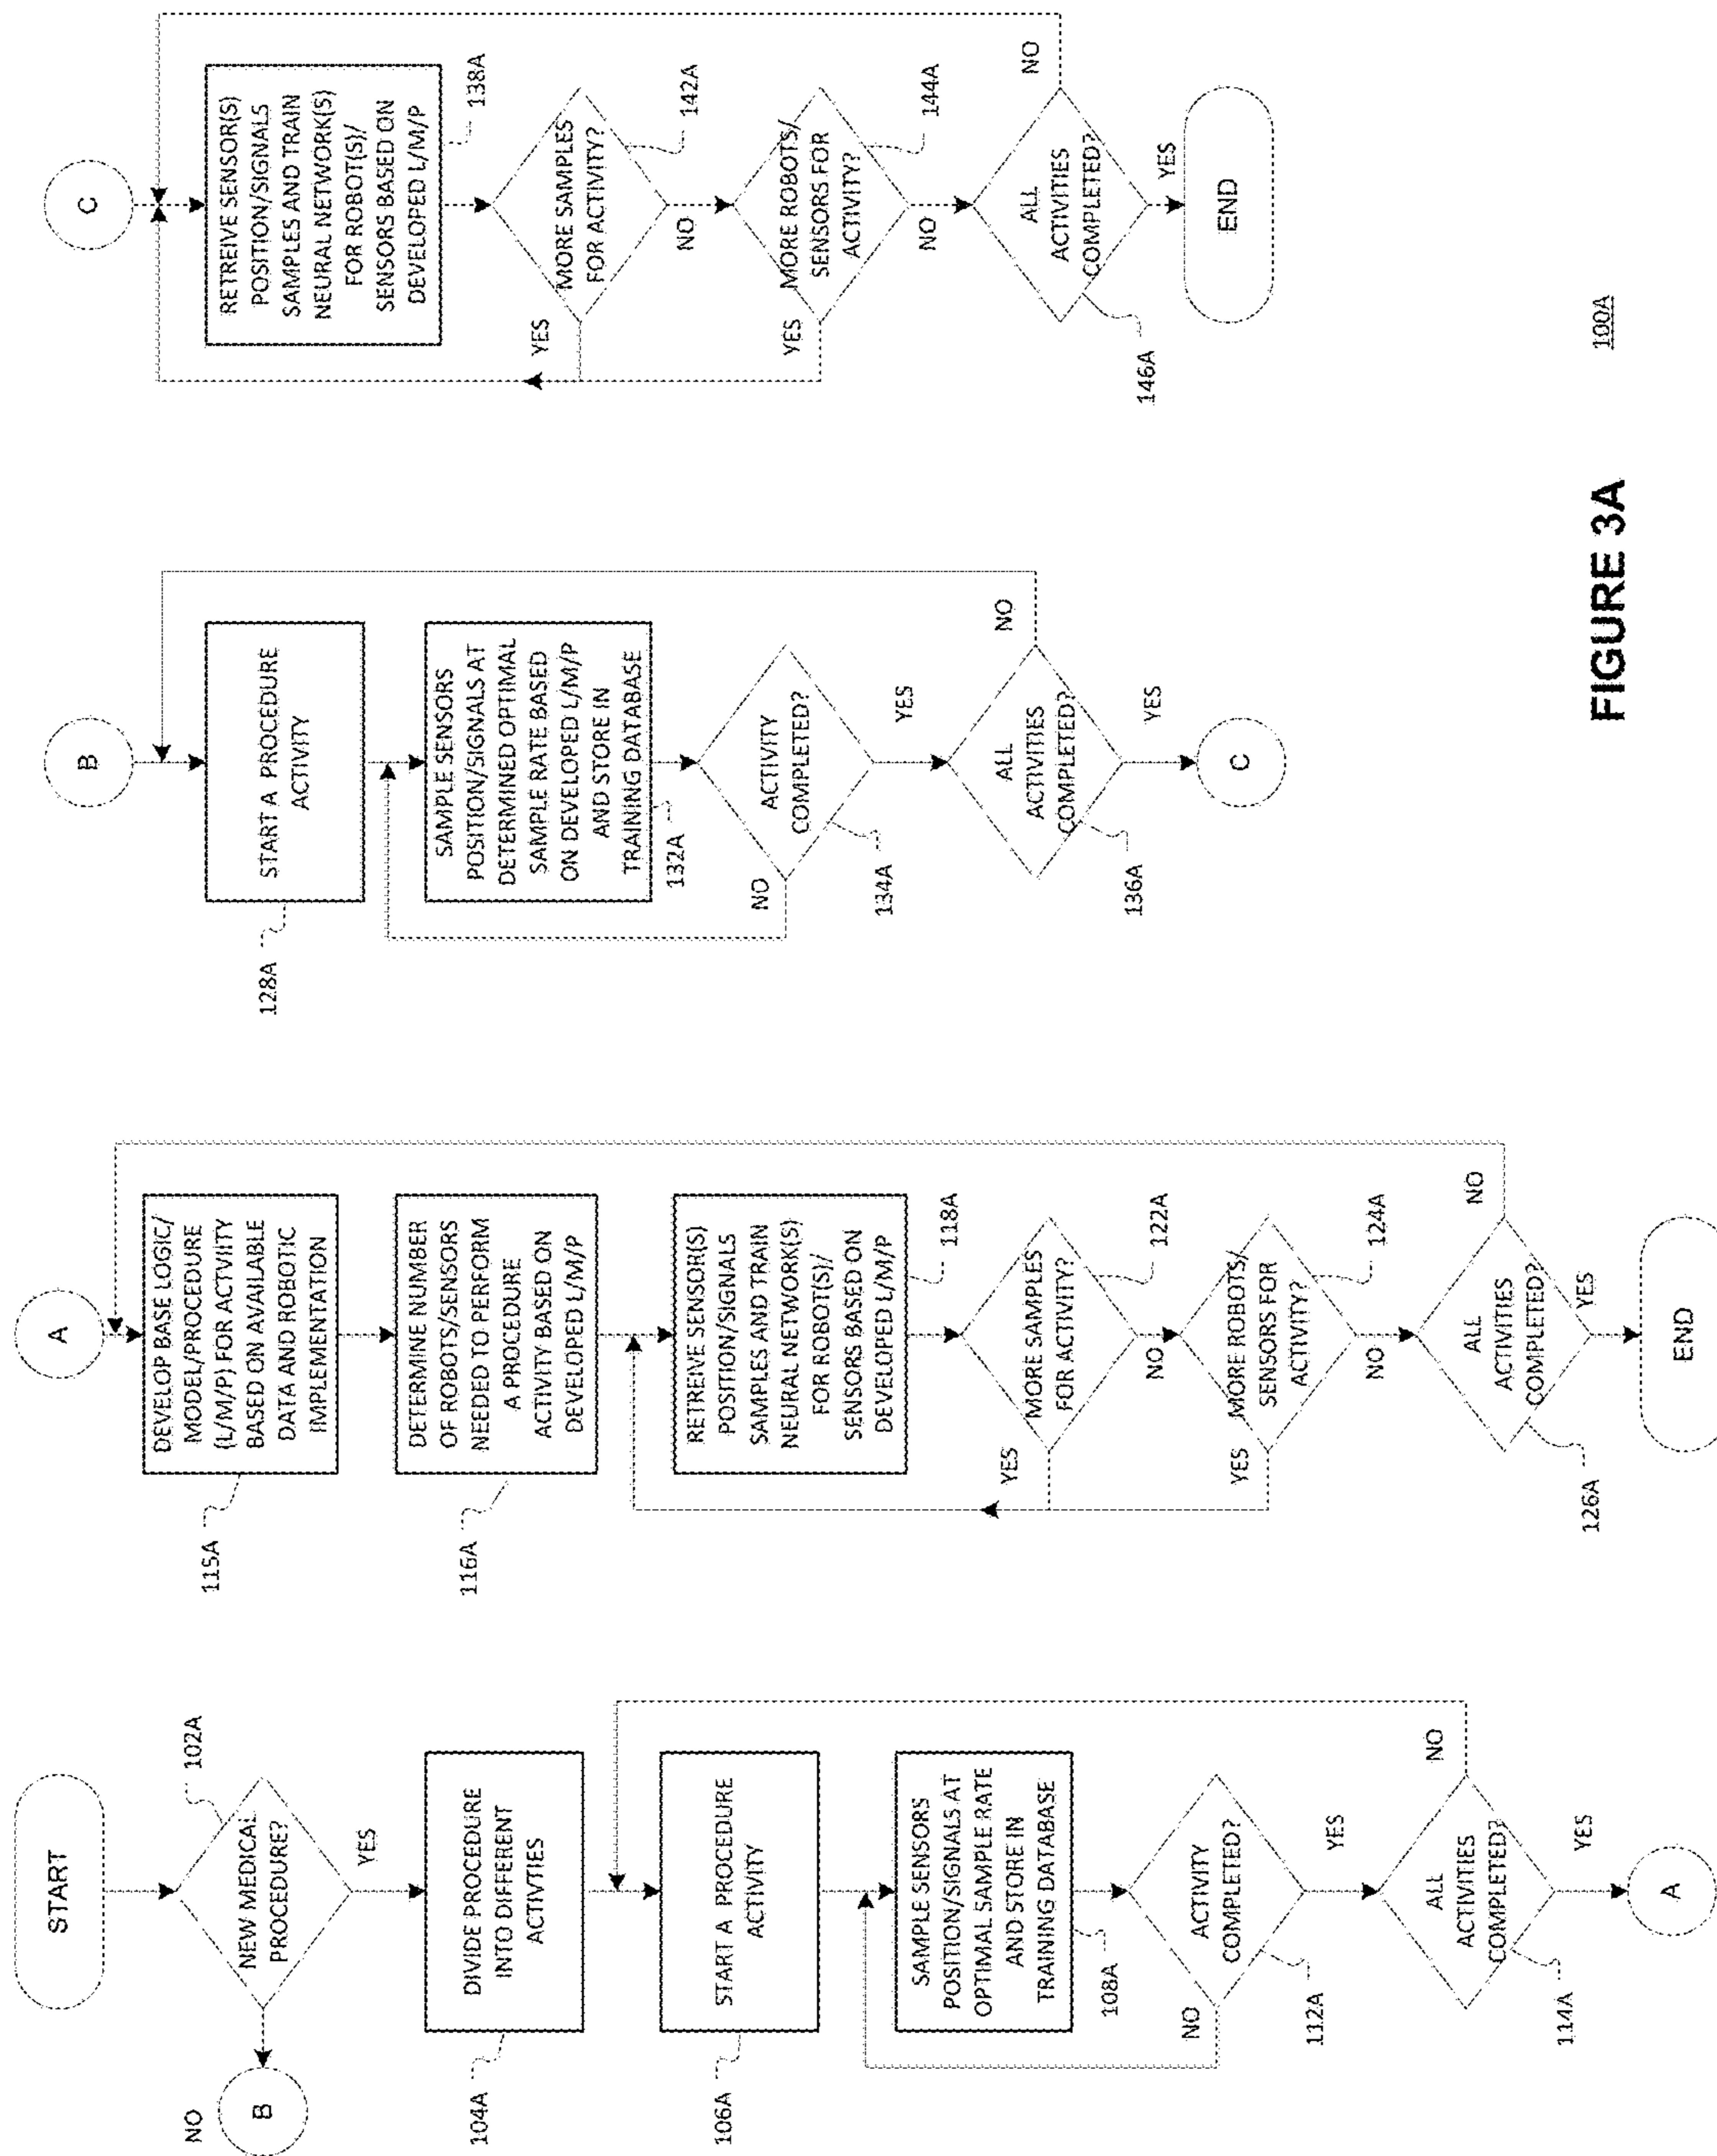 START
NEW MEDICAL
PROCEDURE?
102A
NO
B
YES
DIVIDE PROCEDURE
INTO DIFFERENT
ACTIVTIES
104A
START A PROCEDURE
ACTIVITY
106A
SAMPLE SENSORS
POSITION/SIGNALS AT
OPTIMAL SAMPLE RATE
AND STORE IN
TRAINING DATABASE
108A
NO
ACTIVITY
COMPLETED?
112A
YES
ALL
ACTIVITIES
COMPLETED?
NO
114A
YES
A
A
DEVELOP BASE LOGIC/
MODEL/PROCEDURE
(L/M/P) FOR ACTVIITY
BASED ON AVAILABLE
DATA AND ROBOTIC
IMPLEMENTATION
115A
DETERMINE NUMBER
OF ROBOTS/SENSORS
NEEDED TO PERFORM
A PROCEDURE
ACTIVITY BASED ON
DEVELOPED L/M/P
116A
RETREIVE SENSOR(S)
POSITION/SIGNALS
SAMPLES AND TRAIN
NEURAL NETWORK(S)
FOR ROBOT(S)/
SENSORS BASED ON
DEVELOPED L/M/P
118A
YES
MORE SAMPLES
FOR ACTIVITY?
122A
NO
YES
MORE ROBOTS/
SENSORS FOR
ACTIVITY?
124A
NO
ALL
ACTIVITIES
COMPLETED?
NO
126A
YES
END
B
START A PROCEDURE
ACTIVITY
128A
SAMPLE SENSORS
POSITION/SIGNALS AT
DETERMINED OPTIMAL
SAMPLE RATE BASED
ON DEVELOPED L/M/P
AND STORE IN
TRAINING DATABASE
132A
NO
ACTIVITY
COMPLETED?
134A
YES
ALL
ACTIVITIES
COMPLETED?
NO
136A
YES
C
C
RETREIVE SENSOR(S)
POSITION/SIGNALS
SAMPLES AND TRAIN
NEURAL NETWORK(S)
FOR ROBOT(S)/
SENSORS BASED ON
DEVELOPED L/M/P
138A
YES
MORE SAMPLES
FOR ACTIVITY?
142A
NO
YES
MORE ROBOTS/
SENSORS FOR
ACTIVITY?
144A
NO
ALL
ACTIVITIES
COMPLETED?
NO
146A
YES
END
FIGURE 3A
100A